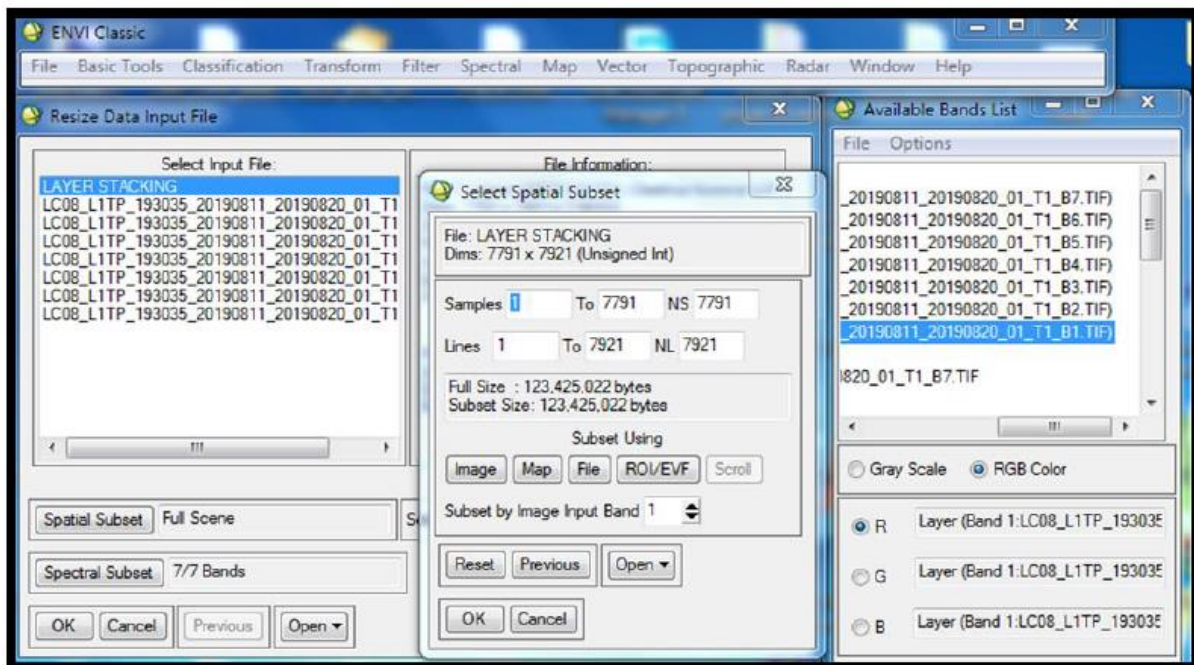 ENVI Classic
File Basic Tools Classification Transform Filter Spectral Map Vector Topographic Radar Window Help
Resize Data Input File
Select Input File:
LAYER STACKING
LC08_L1TP_193035_20190811_20190820_01_T1
LC08_L1TP_193035_20190811_20190820_01_T1
LC08_L1TP_193035_20190811_20190820_01_T1
LC08_L1TP_193035_20190811_20190820_01_T1
LC08_L1TP_193035_20190811_20190820_01_T1
LC08_L1TP_193035_20190811_20190820_01_T1
LC08_L1TP_193035_20190811_20190820_01_T1
File Information:
Spatial Subset Full Scene
Spectral Subset 7/7 Bands
OK Cancel Previous Open
Select Spatial Subset
File: LAYER STACKING
Dims: 7791 x 7921 (Unsigned Int)
Samples 1 To 7791 NS 7791
Lines 1 To 7921 NL 7921
Full Size : 123,425,022 bytes
Subset Size: 123,425,022 bytes
Subset Using
Image Map File ROI/EVF Scroll
Subset by Image Input Band 1
Reset Previous Open
OK Cancel
Available Bands List
File Options
_20190811_20190820_01_T1_B7.TIF)
_20190811_20190820_01_T1_B6.TIF)
_20190811_20190820_01_T1_B5.TIF)
_20190811_20190820_01_T1_B4.TIF)
_20190811_20190820_01_T1_B3.TIF)
_20190811_20190820_01_T1_B2.TIF)
_20190811_20190820_01_T1_B1.TIF)
820_01_T1_B7.TIF
Gray Scale RGB Color
R Layer (Band 1:LC08_L1TP_193035
G Layer (Band 1:LC08_L1TP_193035
B Layer (Band 1:LC08_L1TP_193035